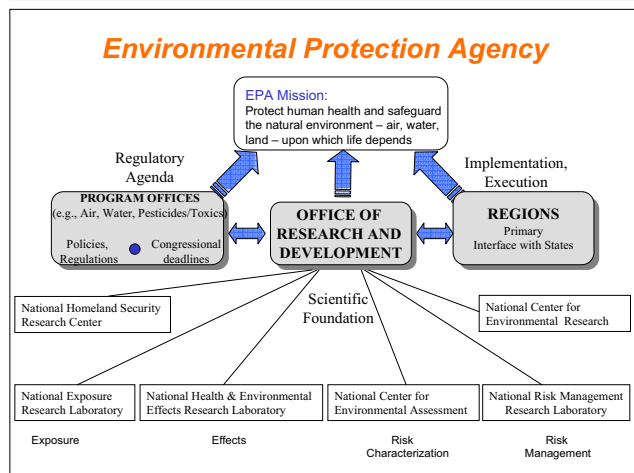 Environmental Protection Agency
EPA Mission:
Protect human health and safeguard
the natural environment – air, water,
land – upon which life depends
Regulatory
Agenda
Implementation,
Execution
PROGRAM OFFICES
(e.g., Air, Water, Pesticides/Toxics)
Policies,
Regulations
Congressional
deadlines
OFFICE OF
RESEARCH AND
DEVELOPMENT
REGIONS
Primary
Interface with States
Scientific
Foundation
National Homeland Security
Research Center
National Center for
Environmental Research
National Exposure
Research Laboratory
National Health & Environmental
Effects Research Laboratory
National Center for
Environmental Assessment
National Risk Management
Research Laboratory
Exposure
Effects
Risk
Characterization
Risk
Management